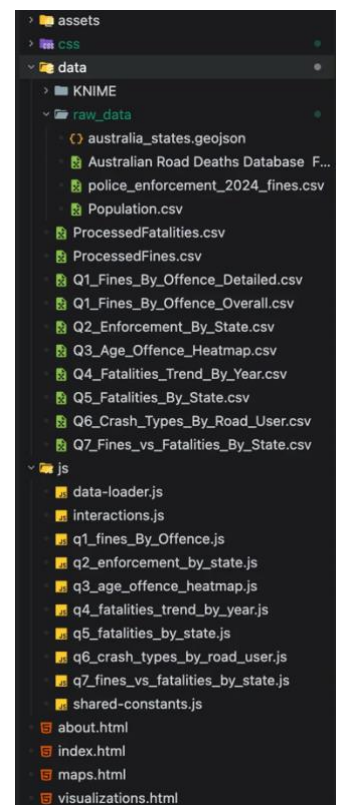 assets
css
data
KNIME
raw_data
australia_states.geojson
Australian Road Deaths Database F...
police_enforcement_2024_fines.csv
Population.csv
ProcessedFatalities.csv
ProcessedFines.csv
Q1_Fines_By_Offence_Detailed.csv
Q1_Fines_By_Offence_Overall.csv
Q2_Enforcement_By_State.csv
Q3_Age_Offence_Heatmap.csv
Q4_Fatalities_Trend_By_Year.csv
Q5_Fatalities_By_State.csv
Q6_Crash_Types_By_Road_User.csv
Q7_Fines_vs_Fatalities_By_State.csv
js
data-loader.js
interactions.js
q1_fines_By_Offence.js
q2_enforcement_by_state.js
q3_age_offence_heatmap.js
q4_fatalities_trend_by_year.js
q5_fatalities_by_state.js
q6_crash_types_by_road_user.js
q7_fines_vs_fatalities_by_state.js
shared-constants.js
about.html
index.html
maps.html
visualizations.html